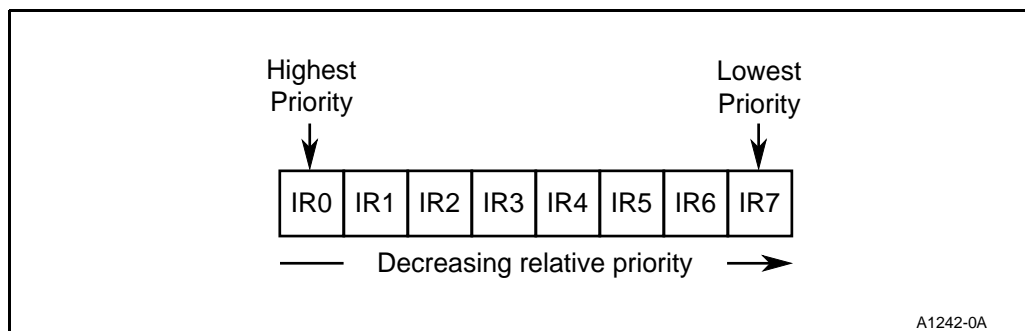 Highest
Priority
Lowest
Priority
IR0 IR1 IR2 IR3 IR4 IR5 IR6 IR7
Decreasing relative priority
A1242-0A